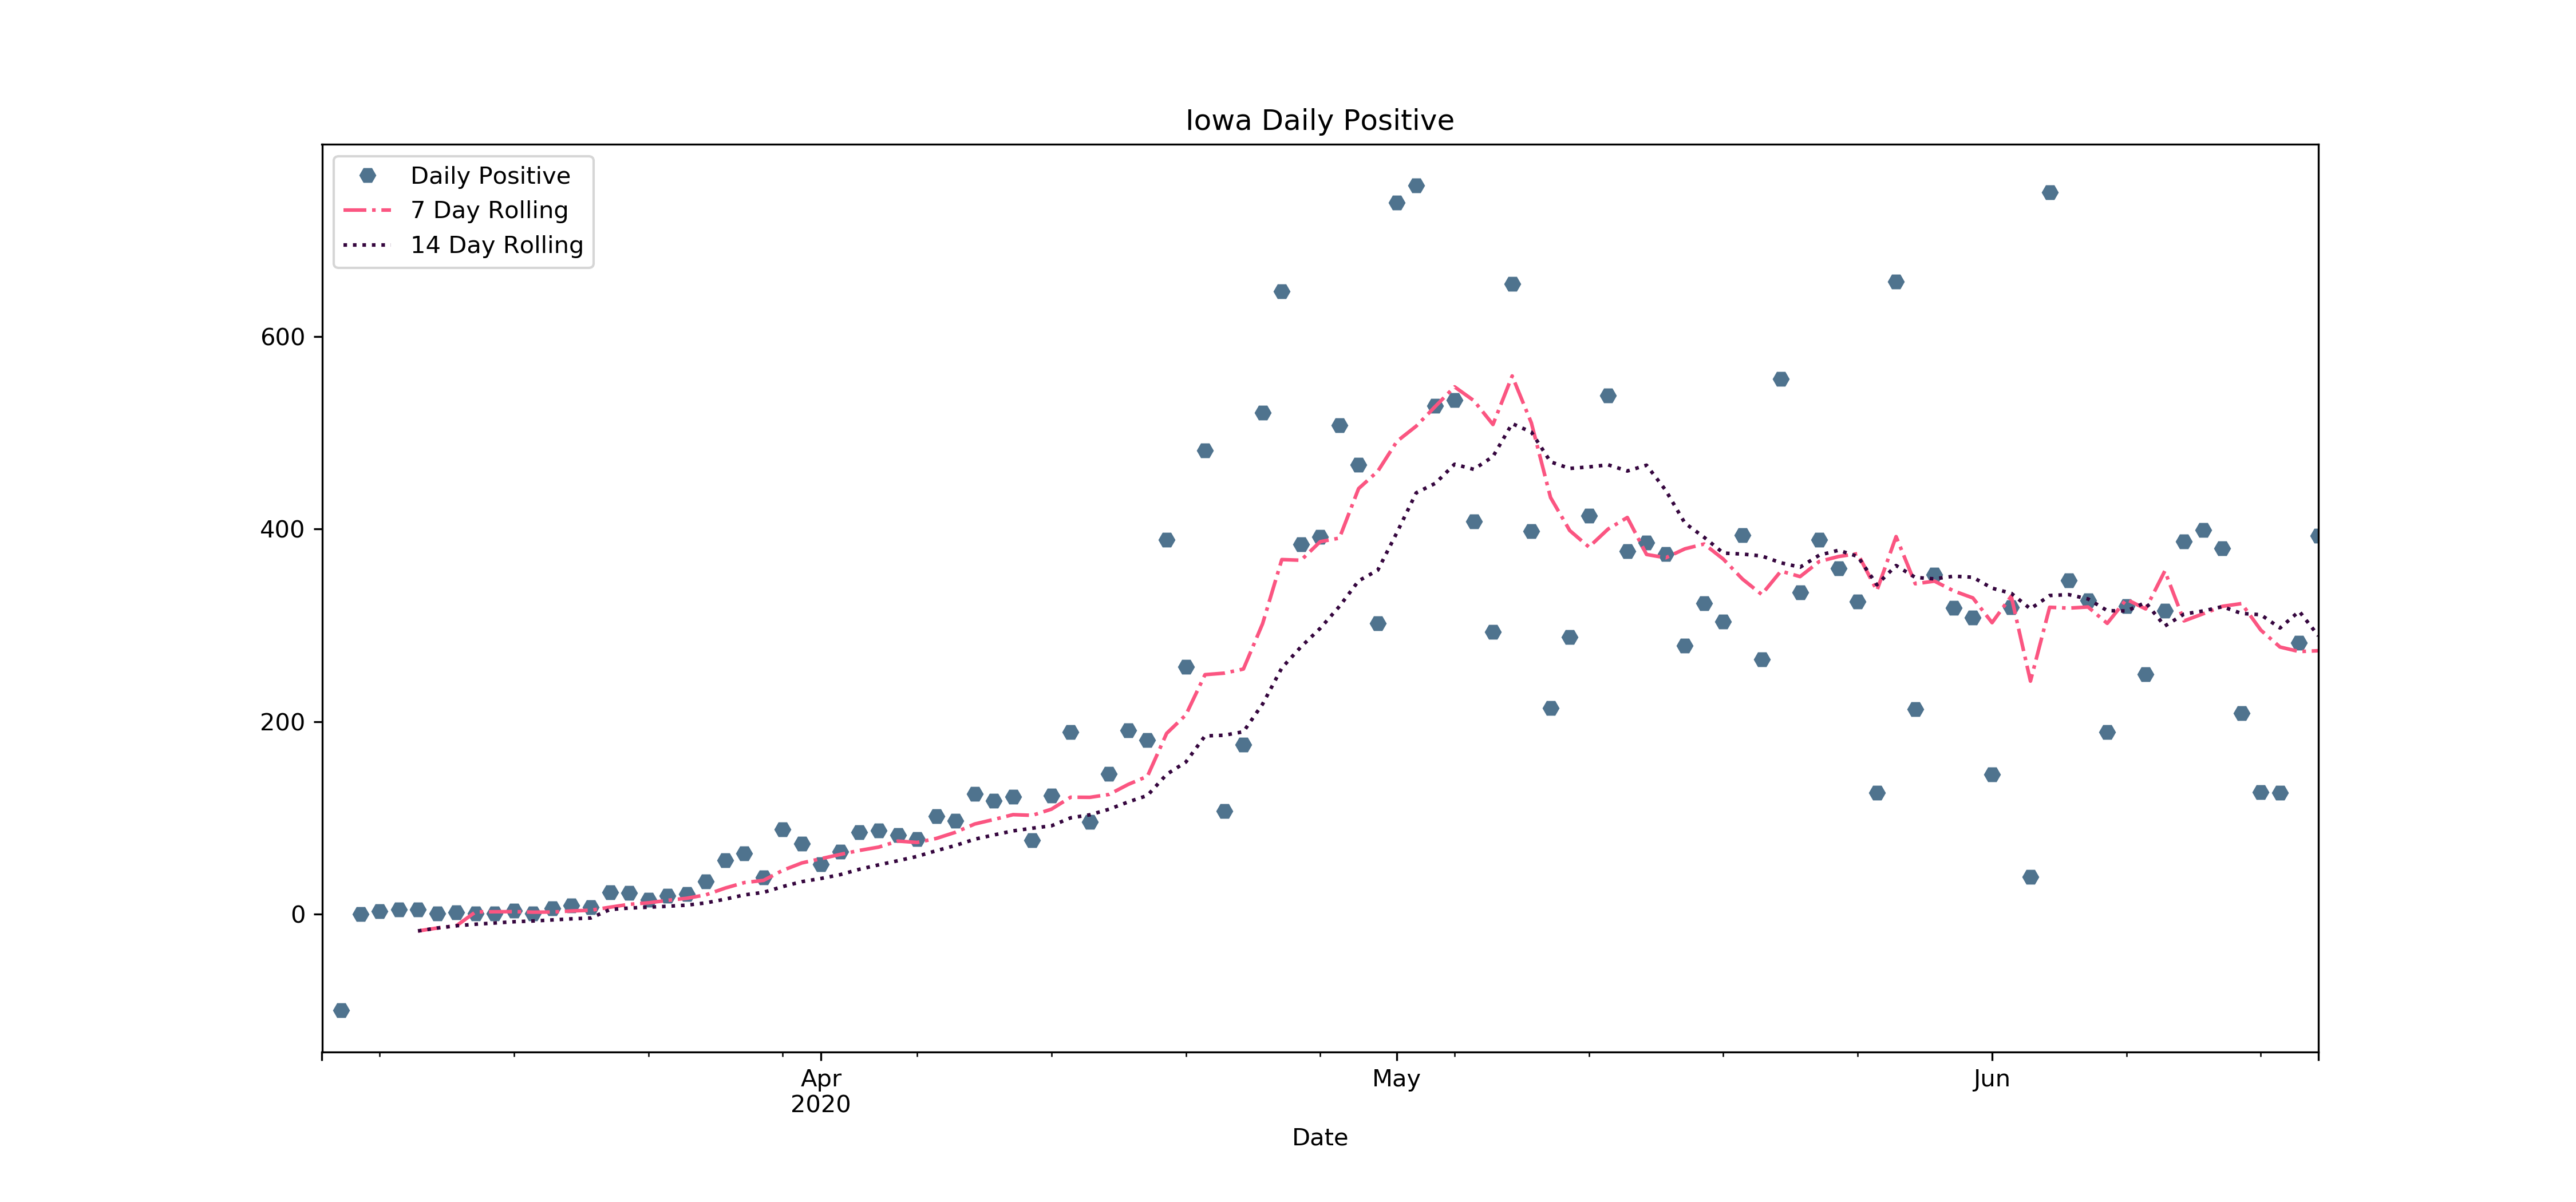 Iowa Daily Positive
Daily Positive
7 Day Rolling
14 Day Rolling
600
400
200
0
Apr
2020
May
Jun
Date